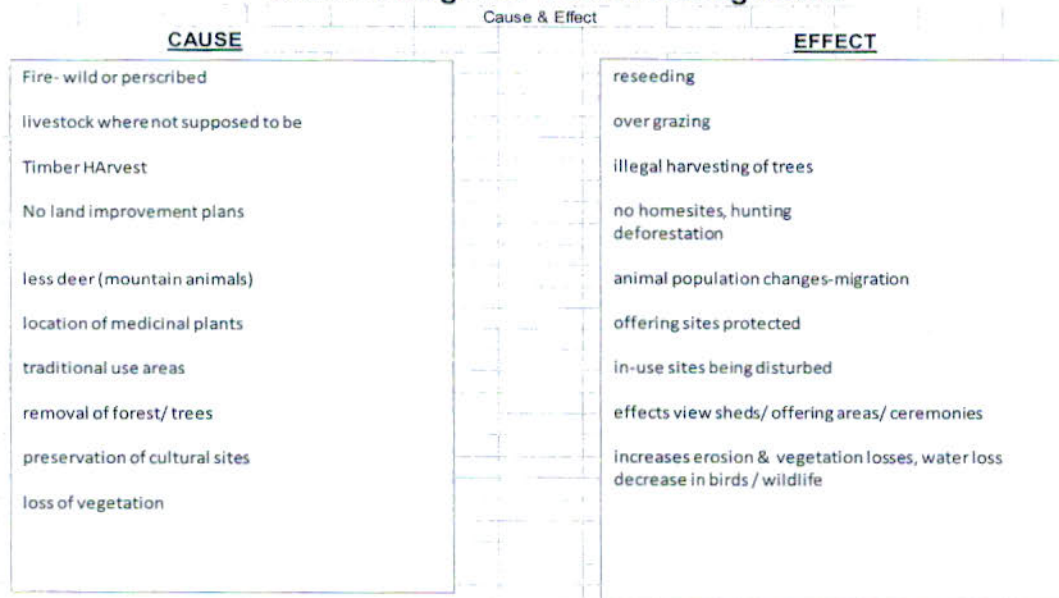 Cause & Effect
CAUSE
Fire- wild or perscribed
livestock where not supposed to be
Timber HArvest
No land improvement plans
less deer (mountain animals)
location of medicinal plants
traditional use areas
removal of forest/ trees
preservation of cultural sites
loss of vegetation
EFFECT
reseeding
over grazing
illegal harvesting of trees
no homesites, hunting
deforestation
animal population changes-migration
offering sites protected
in-use sites being disturbed
effects view sheds/ offering areas/ ceremonies
increases erosion & vegetation losses, water loss
decrease in birds / wildlife